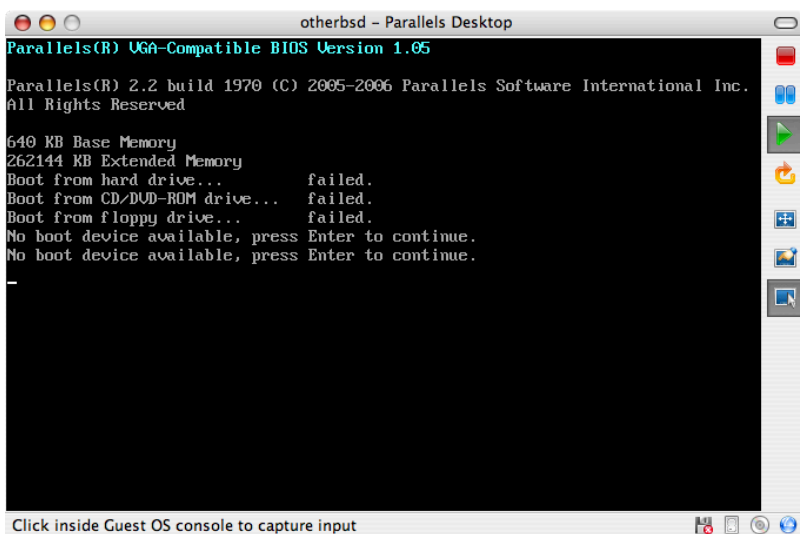 otherbsd – Parallels Desktop
Parallels(R) VGA-Compatible BIOS Version 1.05
Parallels(R) 2.2 build 1970 (C) 2005-2006 Parallels Software International Inc.
All Rights Reserved
640 KB Base Memory
262144 KB Extended Memory
Boot from hard drive... failed.
Boot from CD/DVD-ROM drive... failed.
Boot from floppy drive... failed.
No boot device available, press Enter to continue.
No boot device available, press Enter to continue.
Click inside Guest OS console to capture input